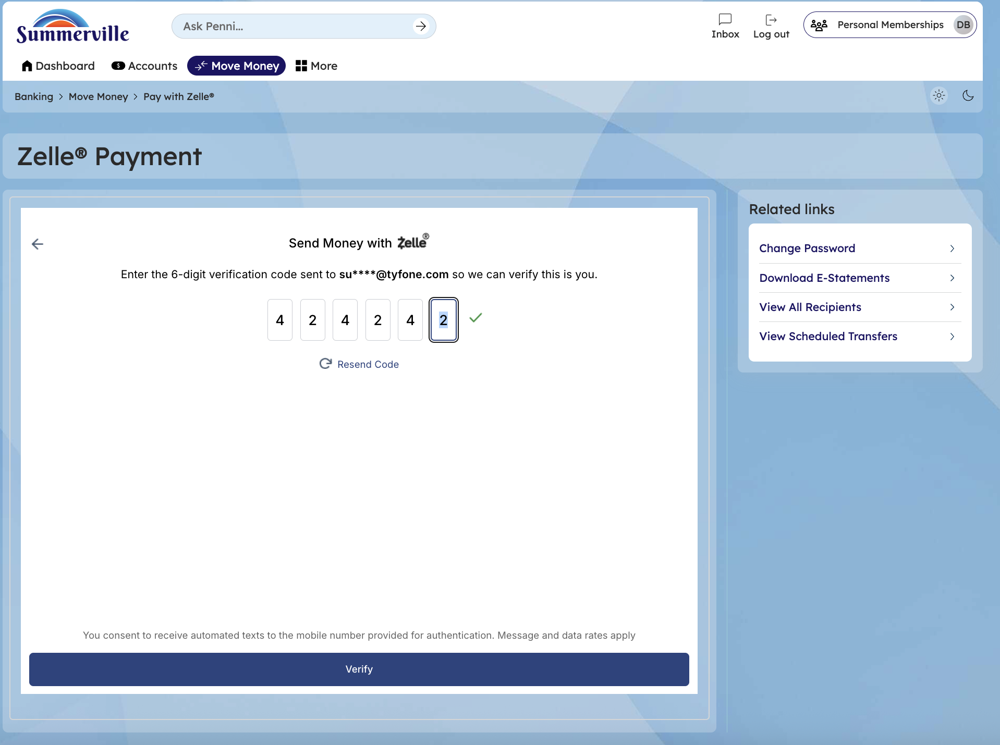 Summerville
Ask Penni...
Inbox
Log out
Personal Memberships
DB
Dashboard
Accounts
Move Money
More
Banking > Move Money > Pay with Zelle®
Zelle® Payment
Send Money with Zelle®
Enter the 6-digit verification code sent to su****@tyfone.com so we can verify this is you.
4 2 4 2 4 2
Resend Code
You consent to receive automated texts to the mobile number provided for authentication. Message and data rates apply
Verify
Related links
Change Password
Download E-Statements
View All Recipients
View Scheduled Transfers